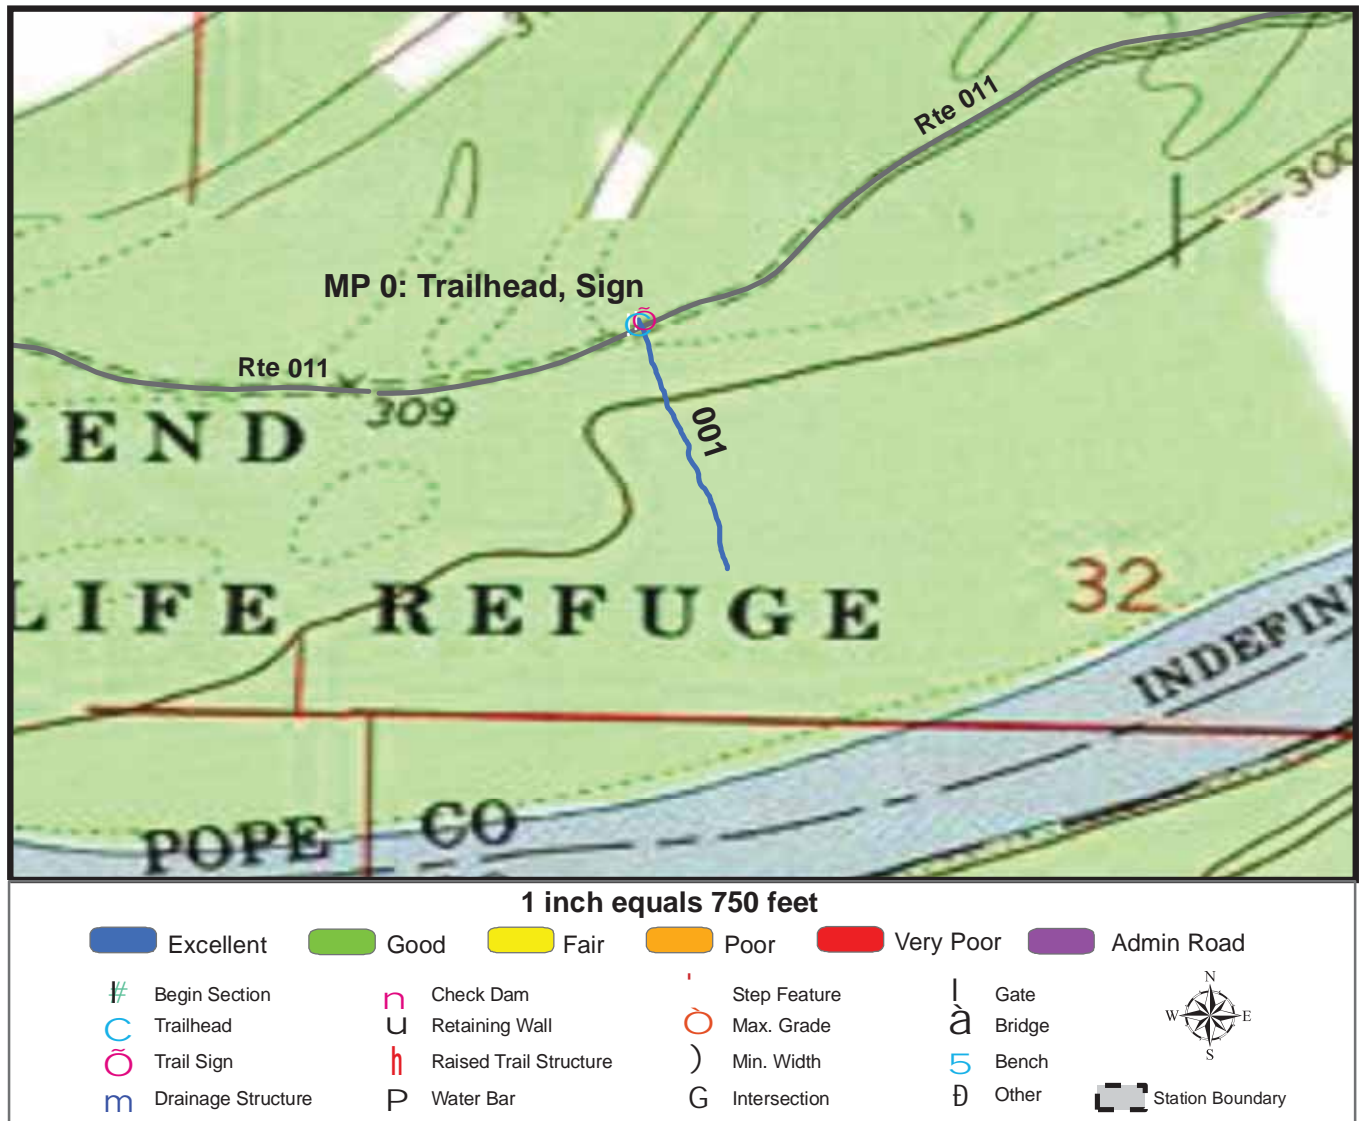 3
Rte 011
300
MP 0: Trailhead, Sign
Rte 011
309
001
BEND
LIFE REFUGE
32
INDEFIN
POPE CO
1 inch equals 750 feet
Excellent Good Fair Poor Very Poor Admin Road
Begin Section Check Dam Step Feature Gate
Trailhead Retaining Wall Max. Grade Bridge
Trail Sign Raised Trail Structure Min. Width Bench
Drainage Structure Water Bar Intersection Other Station Boundary
N
W E
S